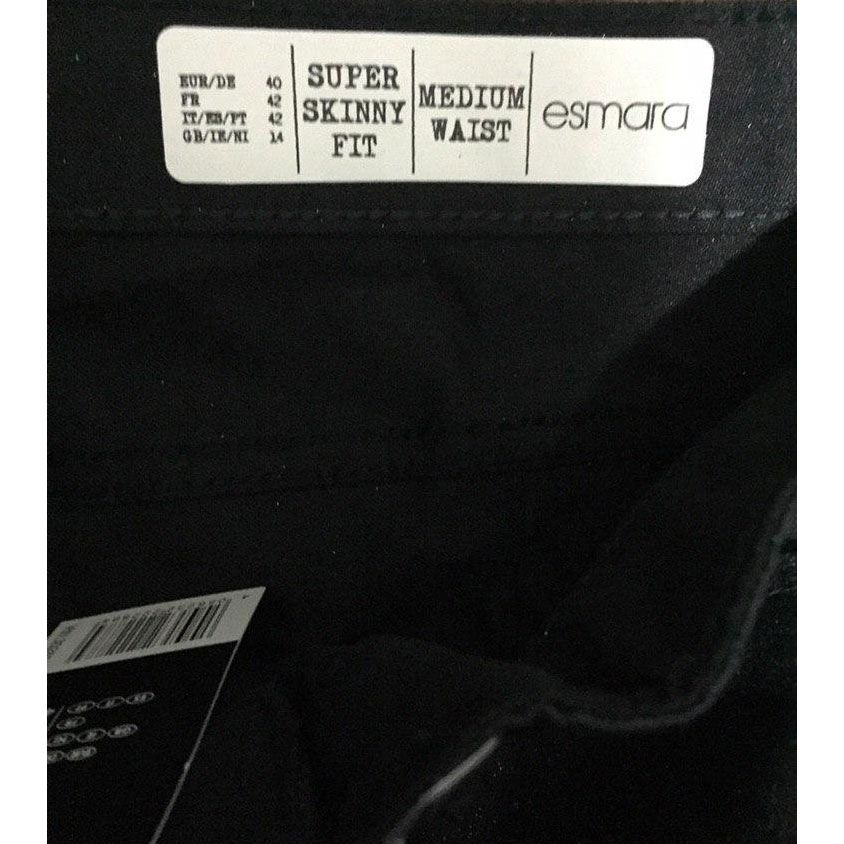 EUR/DE 40
FR 42
IT/ES/PT 42
GB/IE/NI 14
SUPER
SKINNY
FIT
MEDIUM
WAIST
esmara